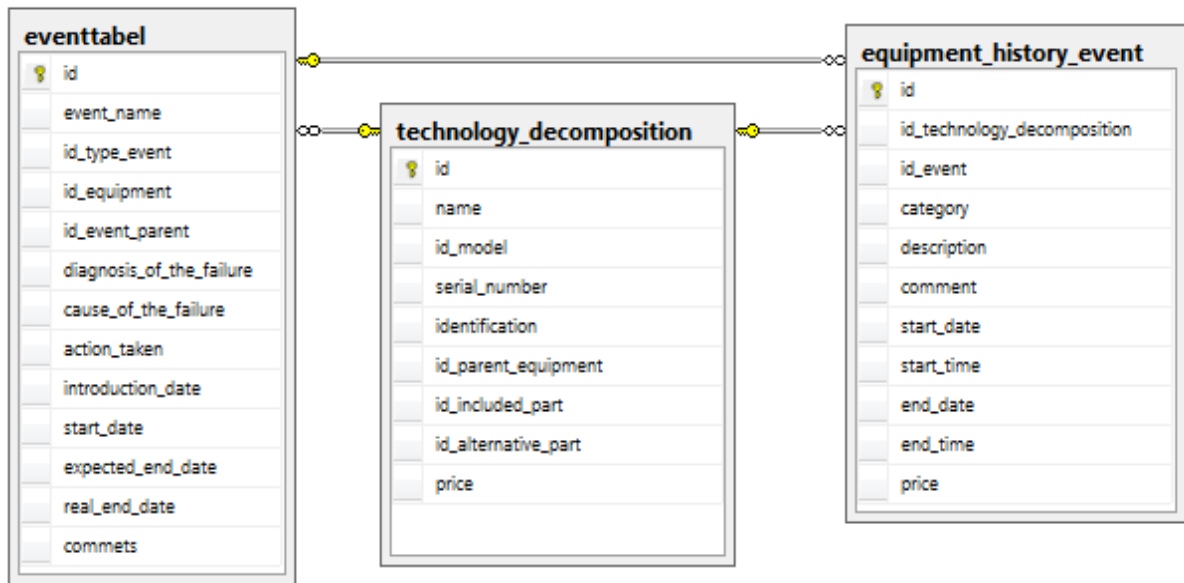 eventtabel
id
event_name
id_type_event
id_equipment
id_event_parent
diagnosis_of_the_failure
cause_of_the_failure
action_taken
introduction_date
start_date
expected_end_date
real_end_date
commets
technology_decomposition
id
name
id_model
serial_number
identification
id_parent_equipment
id_included_part
id_alternative_part
price
equipment_history_event
id
id_technology_decomposition
id_event
category
description
comment
start_date
start_time
end_date
end_time
price